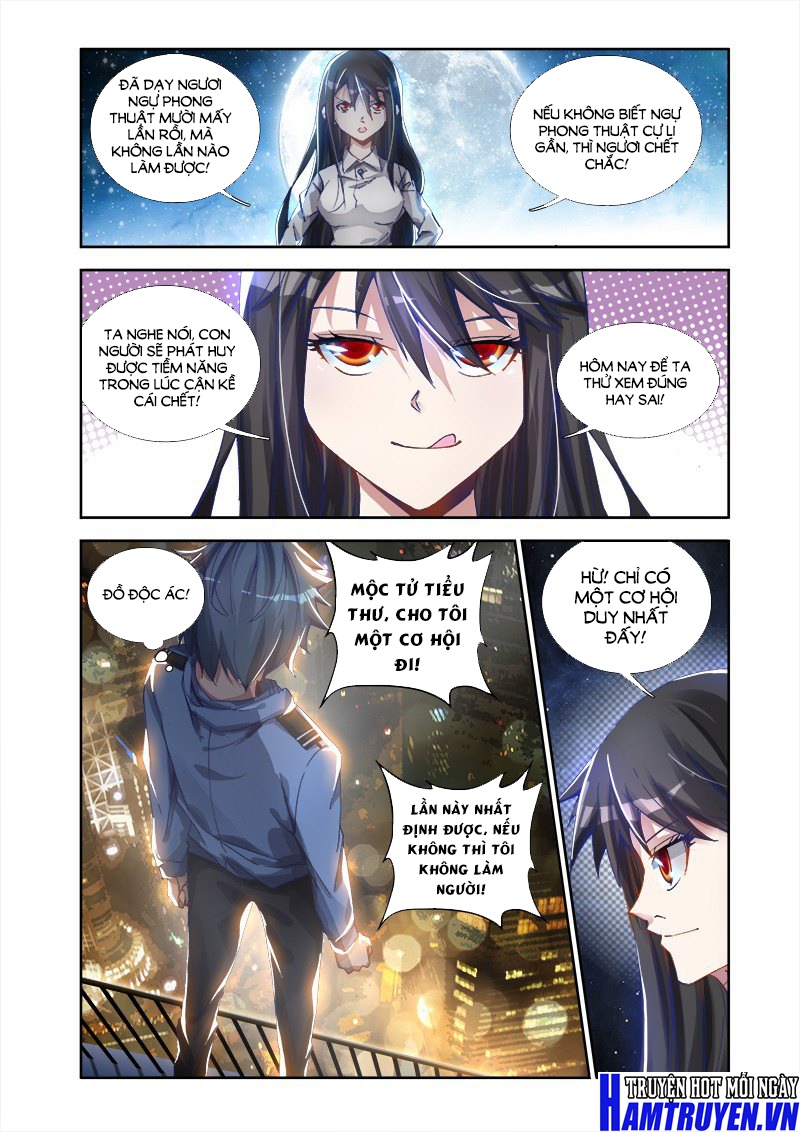 ĐÃ DẠY NGƯƠI
NGỰ PHONG
THUẬT MƯỜI MẤY
LẦN RỒI, MÀ
KHÔNG LẦN NÀO
LÀM ĐƯỢC!
NẾU KHÔNG BIẾT NGỰ
PHONG THUẬT CỰ LI
GẦN, THÌ NGƯƠI CHẾT
CHẮC!
TA NGHE NÓI, CON
NGƯỜI SẼ PHÁT HUY
ĐƯỢC TIỀM NĂNG
TRONG LÚC CẬN KỀ
CÁI CHẾT!
HÔM NAY ĐỂ TA
THỬ XEM ĐÚNG
HAY SAI!
ĐỒ ĐỘC ÁC!
MỘC TỬ TIỂU
THƯ, CHO TÔI
MỘT CƠ HỘI
ĐI!
HỪ! CHỈ CÓ
MỘT CƠ HỘI
DUY NHẤT
ĐẤY!
LẦN NÀY NHẤT
ĐỊNH ĐƯỢC, NẾU
KHÔNG THÌ TÔI
KHÔNG LÀM
NGƯỜI!
TRUYỆN HOT MỖI NGÀY
HAMTRUYEN.VN